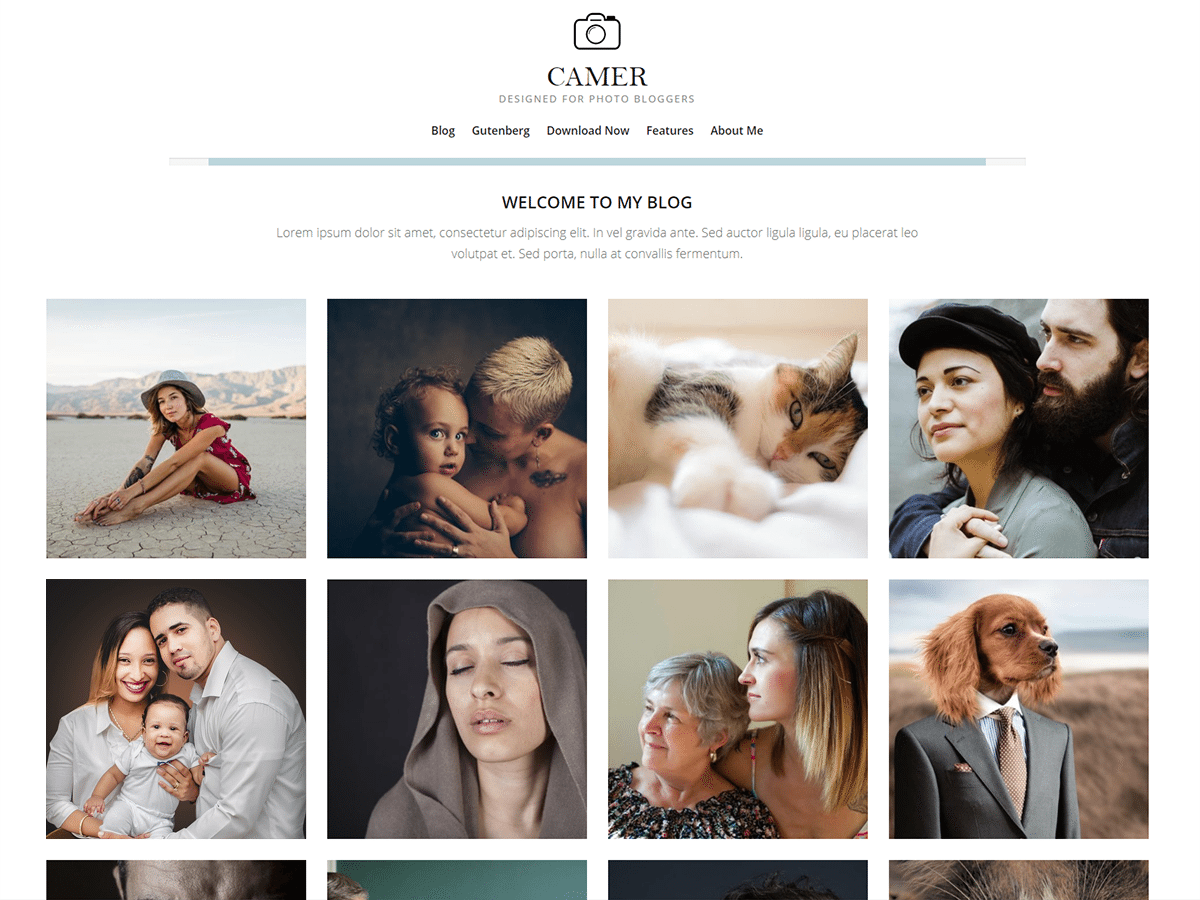 CAMER
DESIGNED FOR PHOTO BLOGGERS
Blog Gutenberg Download Now Features About Me
WELCOME TO MY BLOG
Lorem ipsum dolor sit amet, consectetur adipiscing elit. In vel gravida ante. Sed auctor ligula ligula, eu placerat leo
volutpat et. Sed porta, nulla at convallis fermentum.